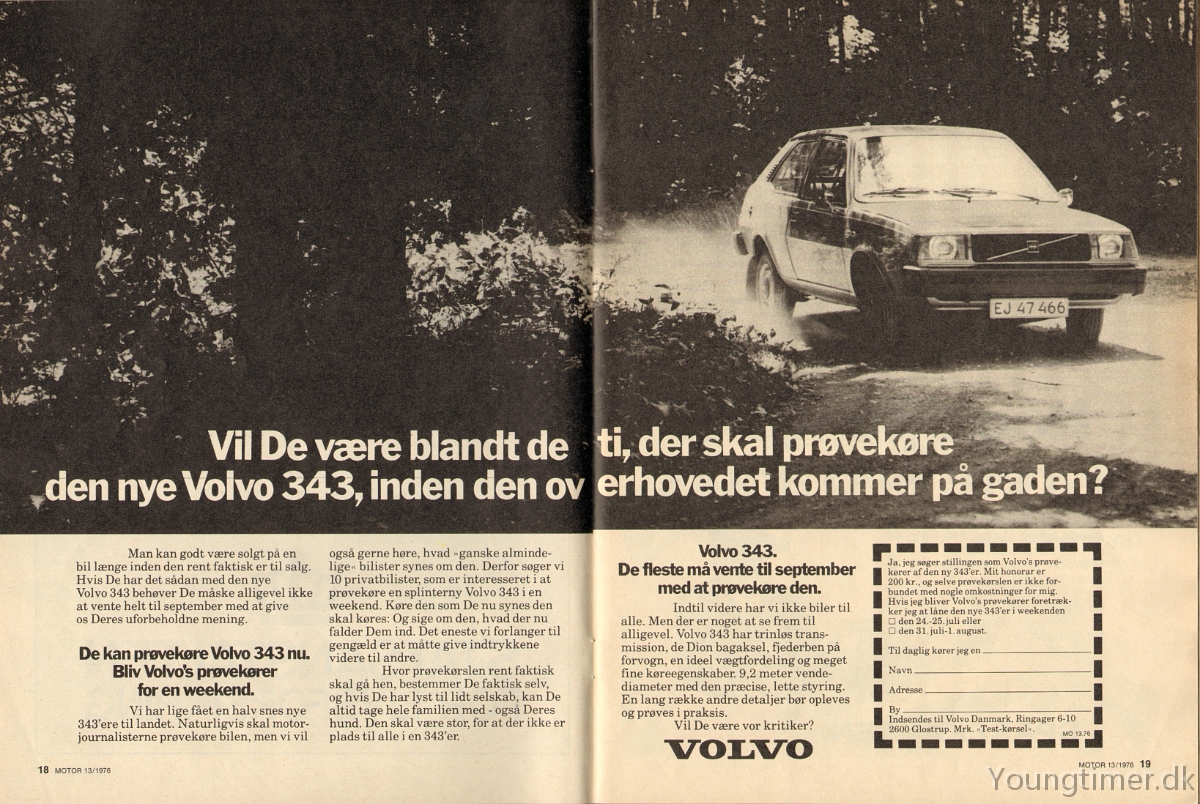 EJ 47 466
Vil De være blandt de ti, der skal prøvekøre
den nye Volvo 343, inden den overhovedet kommer på gaden?
Man kan godt være solgt på en
bil længe inden den rent faktisk er til salg.
Hvis De har det sådan med den nye
Volvo 343 behøver De måske alligevel ikke
at vente helt til september med at give
os Deres uforbeholdne mening.
De kan prøvekøre Volvo 343 nu.
Bliv Volvo's prøvekører
for en weekend.
Vi har lige fået en halv snes nye
343'ere til landet. Naturligvis skal motor-
journalisterne prøvekøre bilen, men vi vil
også gerne høre, hvad »ganske alminde-
lige« bilister synes om den. Derfor søger vi
10 privatbilister, som er interesseret i at
prøvekøre en splinterny Volvo 343 i en
weekend. Køre den som De nu synes den
skal køres: Og sige om den, hvad der nu
falder Dem ind. Det eneste vi forlanger til
gengæld er at måtte give indtrykkene
videre til andre.
Hvor prøvekørslen rent faktisk
skal gå hen, bestemmer De faktisk selv,
og hvis De har lyst til lidt selskab, kan De
altid tage hele familien med - også Deres
hund. Den skal være stor, for at der ikke er
plads til alle i en 343'er.
Volvo 343.
De fleste må vente til september
med at prøvekøre den.
Indtil videre har vi ikke biler til
alle. Men der er noget at se frem til
alligevel. Volvo 343 har trinløs trans-
mission, de Dion bagaksel, fjederben på
forvogn, en ideel vægtfordeling og meget
fine køreegenskaber. 9,2 meter vende-
diameter med den præcise, lette styring.
En lang række andre detaljer bør opleves
og prøves i praksis.
Vil De være vor kritiker?
VOLVO
Ja, jeg søger stillingen som Volvo's prøve-
kører af den ny 343'er. Mit honorar er
200 kr., og selve prøvekørslen er ikke for-
bundet med nogle omkostninger for mig.
Hvis jeg bliver Volvo's prøvekører foretræk-
ker jeg at låne den nye 343'er i weekenden
☐ den 24.-25. juli eller
☐ den 31. juli-1. august.
Til daglig kører jeg en
Navn
Adresse
By
Indsendes til Volvo Danmark, Ringager 6-10
2600 Glostrup. Mrk. »Test-kørsel«.
MO 13.76
18 MOTOR 13/1976
MOTOR 13/1976 19
Youngtimer.dk